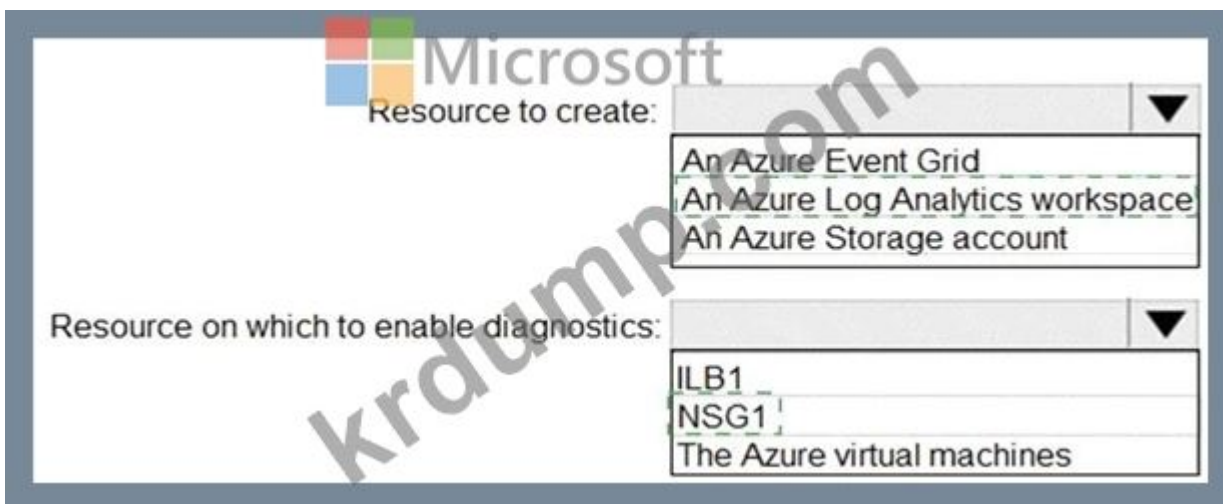 Microsoft
Resource to create:
An Azure Event Grid
An Azure Log Analytics workspace
An Azure Storage account
Resource on which to enable diagnostics:
ILB1
NSG1
The Azure virtual machines
krdump.com